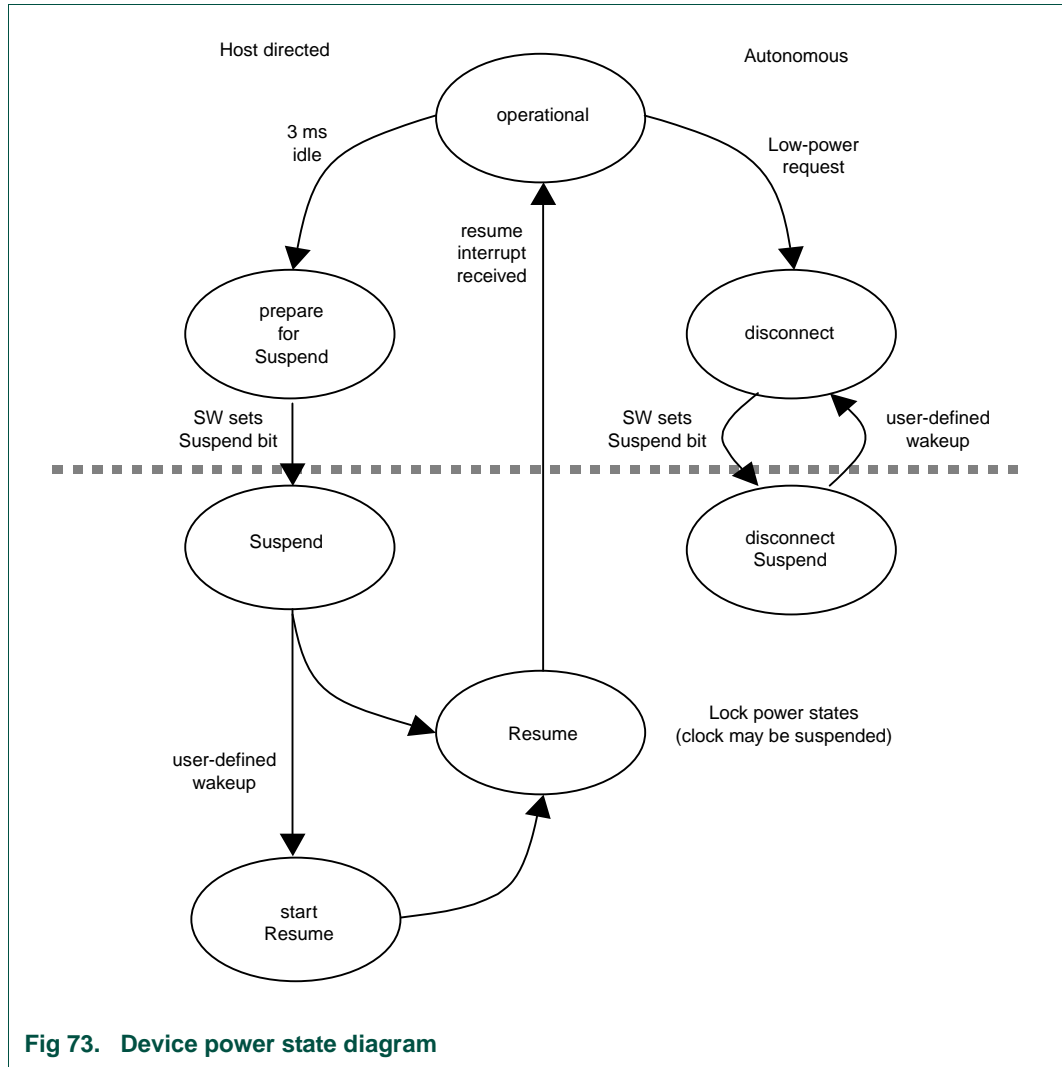 Host directed
Autonomous
operational
3 ms
idle
Low-power
request
resume
interrupt
received
prepare
for
Suspend
disconnect
SW sets
Suspend bit
SW sets
Suspend bit
user-defined
wakeup
Suspend
disconnect
Suspend
Resume
Lock power states
(clock may be suspended)
user-defined
wakeup
start
Resume
Fig 73. Device power state diagram